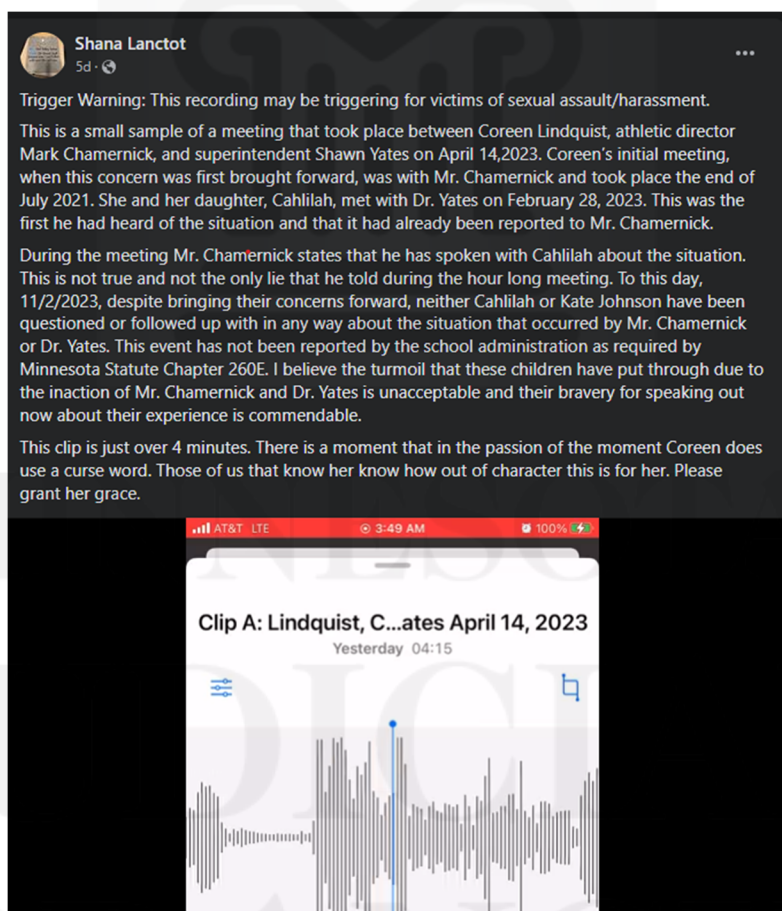 Shana Lanctot
5d ·
Trigger Warning: This recording may be triggering for victims of sexual assault/harassment.
This is a small sample of a meeting that took place between Coreen Lindquist, athletic director
Mark Chamernick, and superintendent Shawn Yates on April 14,2023. Coreen's initial meeting,
when this concern was first brought forward, was with Mr. Chamernick and took place the end of
July 2021. She and her daughter, Cahlilah, met with Dr. Yates on February 28, 2023. This was the
first he had heard of the situation and that it had already been reported to Mr. Chamernick.
During the meeting Mr. Chamernick states that he has spoken with Cahlilah about the situation.
This is not true and not the only lie that he told during the hour long meeting. To this day,
11/2/2023, despite bringing their concerns forward, neither Cahlilah or Kate Johnson have been
questioned or followed up with in any way about the situation that occurred by Mr. Chamernick
or Dr. Yates. This event has not been reported by the school administration as required by
Minnesota Statute Chapter 260E. I believe the turmoil that these children have put through due to
the inaction of Mr. Chamernick and Dr. Yates is unacceptable and their bravery for speaking out
now about their experience is commendable.
This clip is just over 4 minutes. There is a moment that in the passion of the moment Coreen does
use a curse word. Those of us that know her know how out of character this is for her. Please
grant her grace.
AT&T LTE 3:49 AM 100%
Clip A: Lindquist, C...ates April 14, 2023
Yesterday 04:15